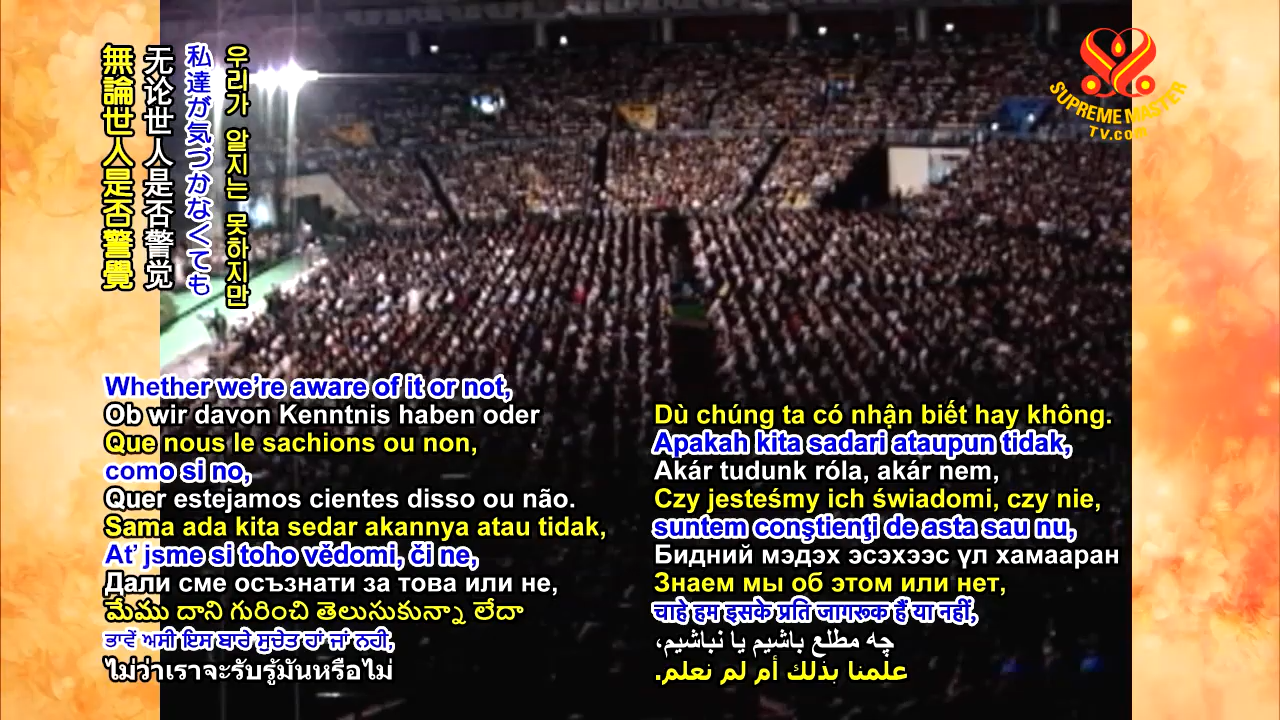 無論世人是否警覺
无论世人是否警觉
私達が気づかなくても
우리가 알지는 못하지만
SUPREME MASTER
TV.com
Whether we're aware of it or not,
Ob wir davon Kenntnis haben oder
Que nous le sachions ou non,
como si no,
Quer estejamos cientes disso ou não.
Sama ada kita sedar akannya atau tidak,
Ať jsme si toho vědomi, či ne,
Дали сме осъзнати за това или не,
మేము దాని గురించి తెలుసుకున్నా లేదా
ਭਾਵੇਂ ਅਸੀ ਇਸ ਬਾਰੇ ਸੁਚੇਤ ਹਾਂ ਜਾਂ ਨਹੀ,
ไม่ว่าเราจะรับรู้มันหรือไม่
Dù chúng ta có nhận biết hay không.
Apakah kita sadari ataupun tidak,
Akár tudunk róla, akár nem,
Czy jesteśmy ich świadomi, czy nie,
suntem conştienţi de asta sau nu,
Бидний мэдэх эсэхээс үл хамааран
Знаем мы об этом или нет,
चाहे हम इसके प्रति जागरूक हैं या नहीं,
چه مطلع باشیم یا نباشیم،
علمنا بذلك أم لم نعلم.